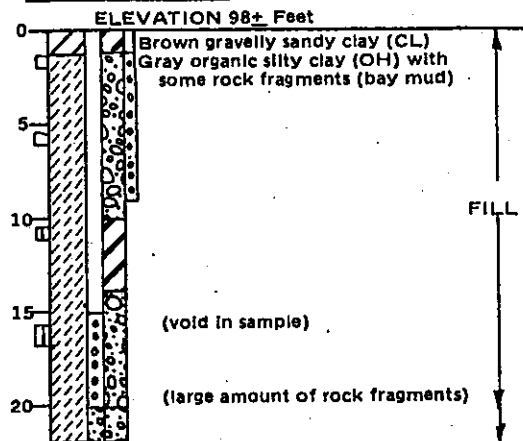 ELEVATION 98± Feet
0
Brown gravelly sandy clay (CL)
Gray organic silty clay (OH) with
some rock fragments (bay mud)
5
FILL
10
15
(void in sample)
(large amount of rock fragments)
20